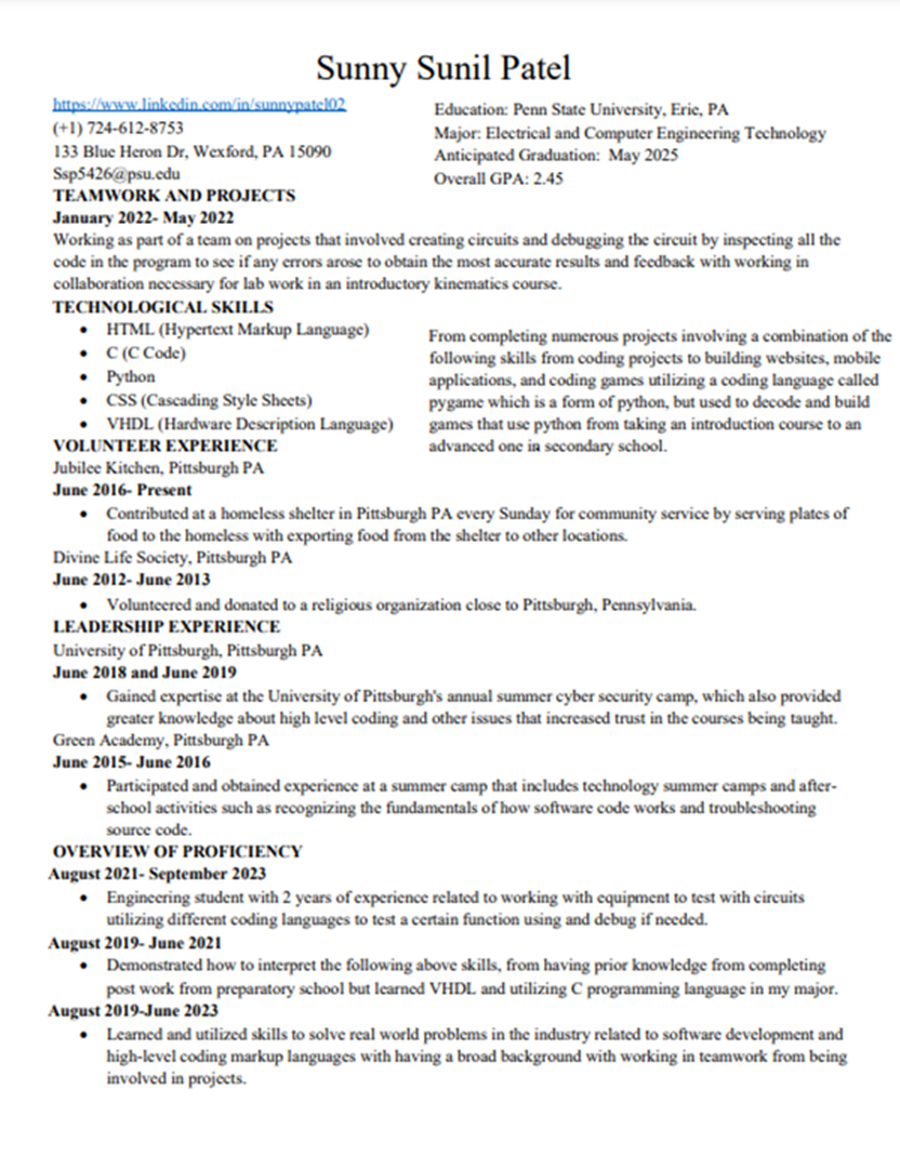 Sunny Sunil Patel
https://www.linkedin.com/in/sunnypatel02
(+1) 724-612-8753
133 Blue Heron Dr, Wexford, PA 15090
Ssp5426@psu.edu
Education: Penn State University, Erie, PA
Major: Electrical and Computer Engineering Technology
Anticipated Graduation: May 2025
Overall GPA: 2.45
TEAMWORK AND PROJECTS
January 2022- May 2022
Working as part of a team on projects that involved creating circuits and debugging the circuit by inspecting all the
code in the program to see if any errors arose to obtain the most accurate results and feedback with working in
collaboration necessary for lab work in an introductory kinematics course.
TECHNOLOGICAL SKILLS
• HTML (Hypertext Markup Language)
• C (C Code)
• Python
• CSS (Cascading Style Sheets)
• VHDL (Hardware Description Language)
From completing numerous projects involving a combination of the
following skills from coding projects to building websites, mobile
applications, and coding games utilizing a coding language called
pygame which is a form of python, but used to decode and build
games that use python from taking an introduction course to an
advanced one in secondary school.
VOLUNTEER EXPERIENCE
Jubilee Kitchen, Pittsburgh PA
June 2016- Present
• Contributed at a homeless shelter in Pittsburgh PA every Sunday for community service by serving plates of
food to the homeless with exporting food from the shelter to other locations.
Divine Life Society, Pittsburgh PA
June 2012- June 2013
• Volunteered and donated to a religious organization close to Pittsburgh, Pennsylvania.
LEADERSHIP EXPERIENCE
University of Pittsburgh, Pittsburgh PA
June 2018 and June 2019
• Gained expertise at the University of Pittsburgh's annual summer cyber security camp, which also provided
greater knowledge about high level coding and other issues that increased trust in the courses being taught.
Green Academy, Pittsburgh PA
June 2015- June 2016
• Participated and obtained experience at a summer camp that includes technology summer camps and after-
school activities such as recognizing the fundamentals of how software code works and troubleshooting
source code.
OVERVIEW OF PROFICIENCY
August 2021- September 2023
• Engineering student with 2 years of experience related to working with equipment to test with circuits
utilizing different coding languages to test a certain function using and debug if needed.
August 2019- June 2021
• Demonstrated how to interpret the following above skills, from having prior knowledge from completing
post work from preparatory school but learned VHDL and utilizing C programming language in my major.
August 2019-June 2023
• Learned and utilized skills to solve real world problems in the industry related to software development and
high-level coding markup languages with having a broad background with working in teamwork from being
involved in projects.